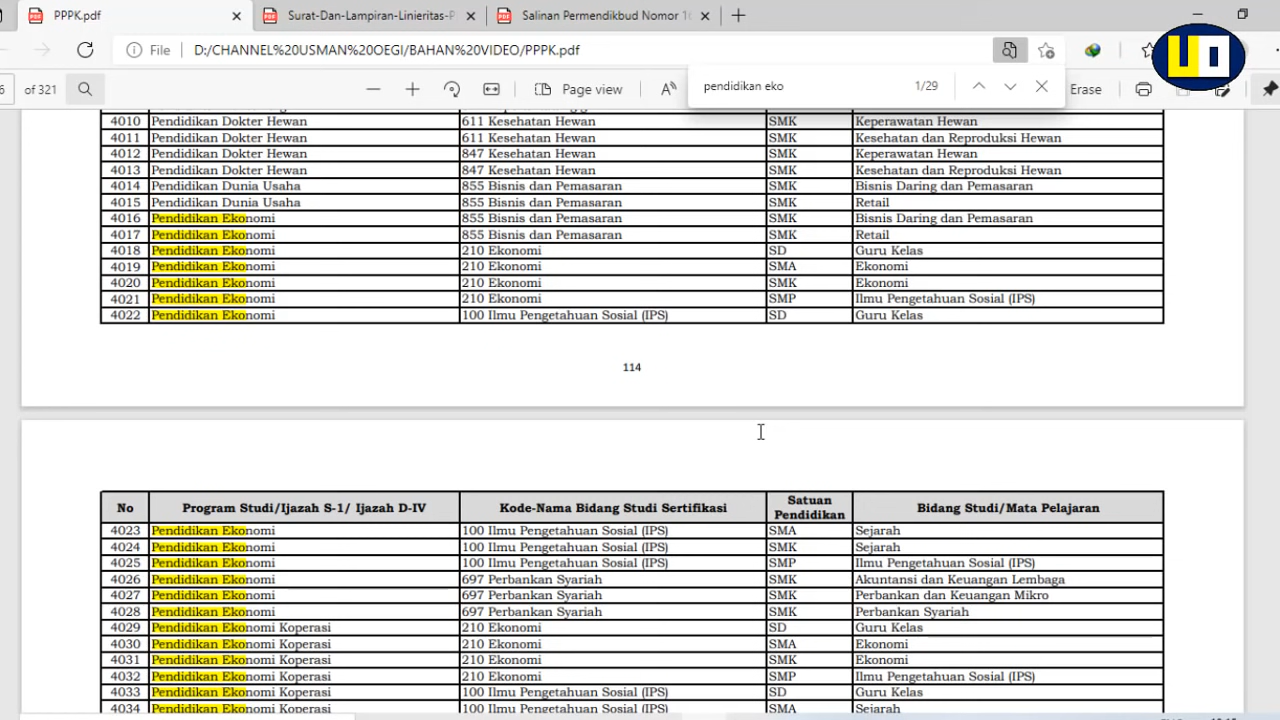 PPPK.pdf
Surat-Dan-Lampiran-Linieritas-P
Salinan Permendikbud Nomor 1
File
D:/CHANNEL%20USMAN%20OEGI/BAHAN%20VIDEO/PPPK.pdf
UO
6 of 321
Page view
A
pendidikan eko
1/29
Erase
4010 Pendidikan Dokter Hewan 611 Kesehatan Hewan SMK Keperawatan Hewan
4011 Pendidikan Dokter Hewan 611 Kesehatan Hewan SMK Kesehatan dan Reproduksi Hewan
4012 Pendidikan Dokter Hewan 847 Kesehatan Hewan SMK Keperawatan Hewan
4013 Pendidikan Dokter Hewan 847 Kesehatan Hewan SMK Kesehatan dan Reproduksi Hewan
4014 Pendidikan Dunia Usaha 855 Bisnis dan Pemasaran SMK Bisnis Daring dan Pemasaran
4015 Pendidikan Dunia Usaha 855 Bisnis dan Pemasaran SMK Retail
4016 Pendidikan Ekonomi 855 Bisnis dan Pemasaran SMK Bisnis Daring dan Pemasaran
4017 Pendidikan Ekonomi 855 Bisnis dan Pemasaran SMK Retail
4018 Pendidikan Ekonomi 210 Ekonomi SD Guru Kelas
4019 Pendidikan Ekonomi 210 Ekonomi SMA Ekonomi
4020 Pendidikan Ekonomi 210 Ekonomi SMK Ekonomi
4021 Pendidikan Ekonomi 210 Ekonomi SMP Ilmu Pengetahuan Sosial (IPS)
4022 Pendidikan Ekonomi 100 Ilmu Pengetahuan Sosial (IPS) SD Guru Kelas
114
No Program Studi/Ijazah S-1/ Ijazah D-IV Kode-Nama Bidang Studi Sertifikasi Satuan Pendidikan Bidang Studi/Mata Pelajaran
4023 Pendidikan Ekonomi 100 Ilmu Pengetahuan Sosial (IPS) SMA Sejarah
4024 Pendidikan Ekonomi 100 Ilmu Pengetahuan Sosial (IPS) SMK Sejarah
4025 Pendidikan Ekonomi 100 Ilmu Pengetahuan Sosial (IPS) SMP Ilmu Pengetahuan Sosial (IPS)
4026 Pendidikan Ekonomi 697 Perbankan Syariah SMK Akuntansi dan Keuangan Lembaga
4027 Pendidikan Ekonomi 697 Perbankan Syariah SMK Perbankan dan Keuangan Mikro
4028 Pendidikan Ekonomi 697 Perbankan Syariah SMK Perbankan Syariah
4029 Pendidikan Ekonomi Koperasi 210 Ekonomi SD Guru Kelas
4030 Pendidikan Ekonomi Koperasi 210 Ekonomi SMA Ekonomi
4031 Pendidikan Ekonomi Koperasi 210 Ekonomi SMK Ekonomi
4032 Pendidikan Ekonomi Koperasi 210 Ekonomi SMP Ilmu Pengetahuan Sosial (IPS)
4033 Pendidikan Ekonomi Koperasi 100 Ilmu Pengetahuan Sosial (IPS) SD Guru Kelas
4034 Pendidikan Ekonomi Koperasi 100 Ilmu Pengetahuan Sosial (IPS) SMA Sejarah